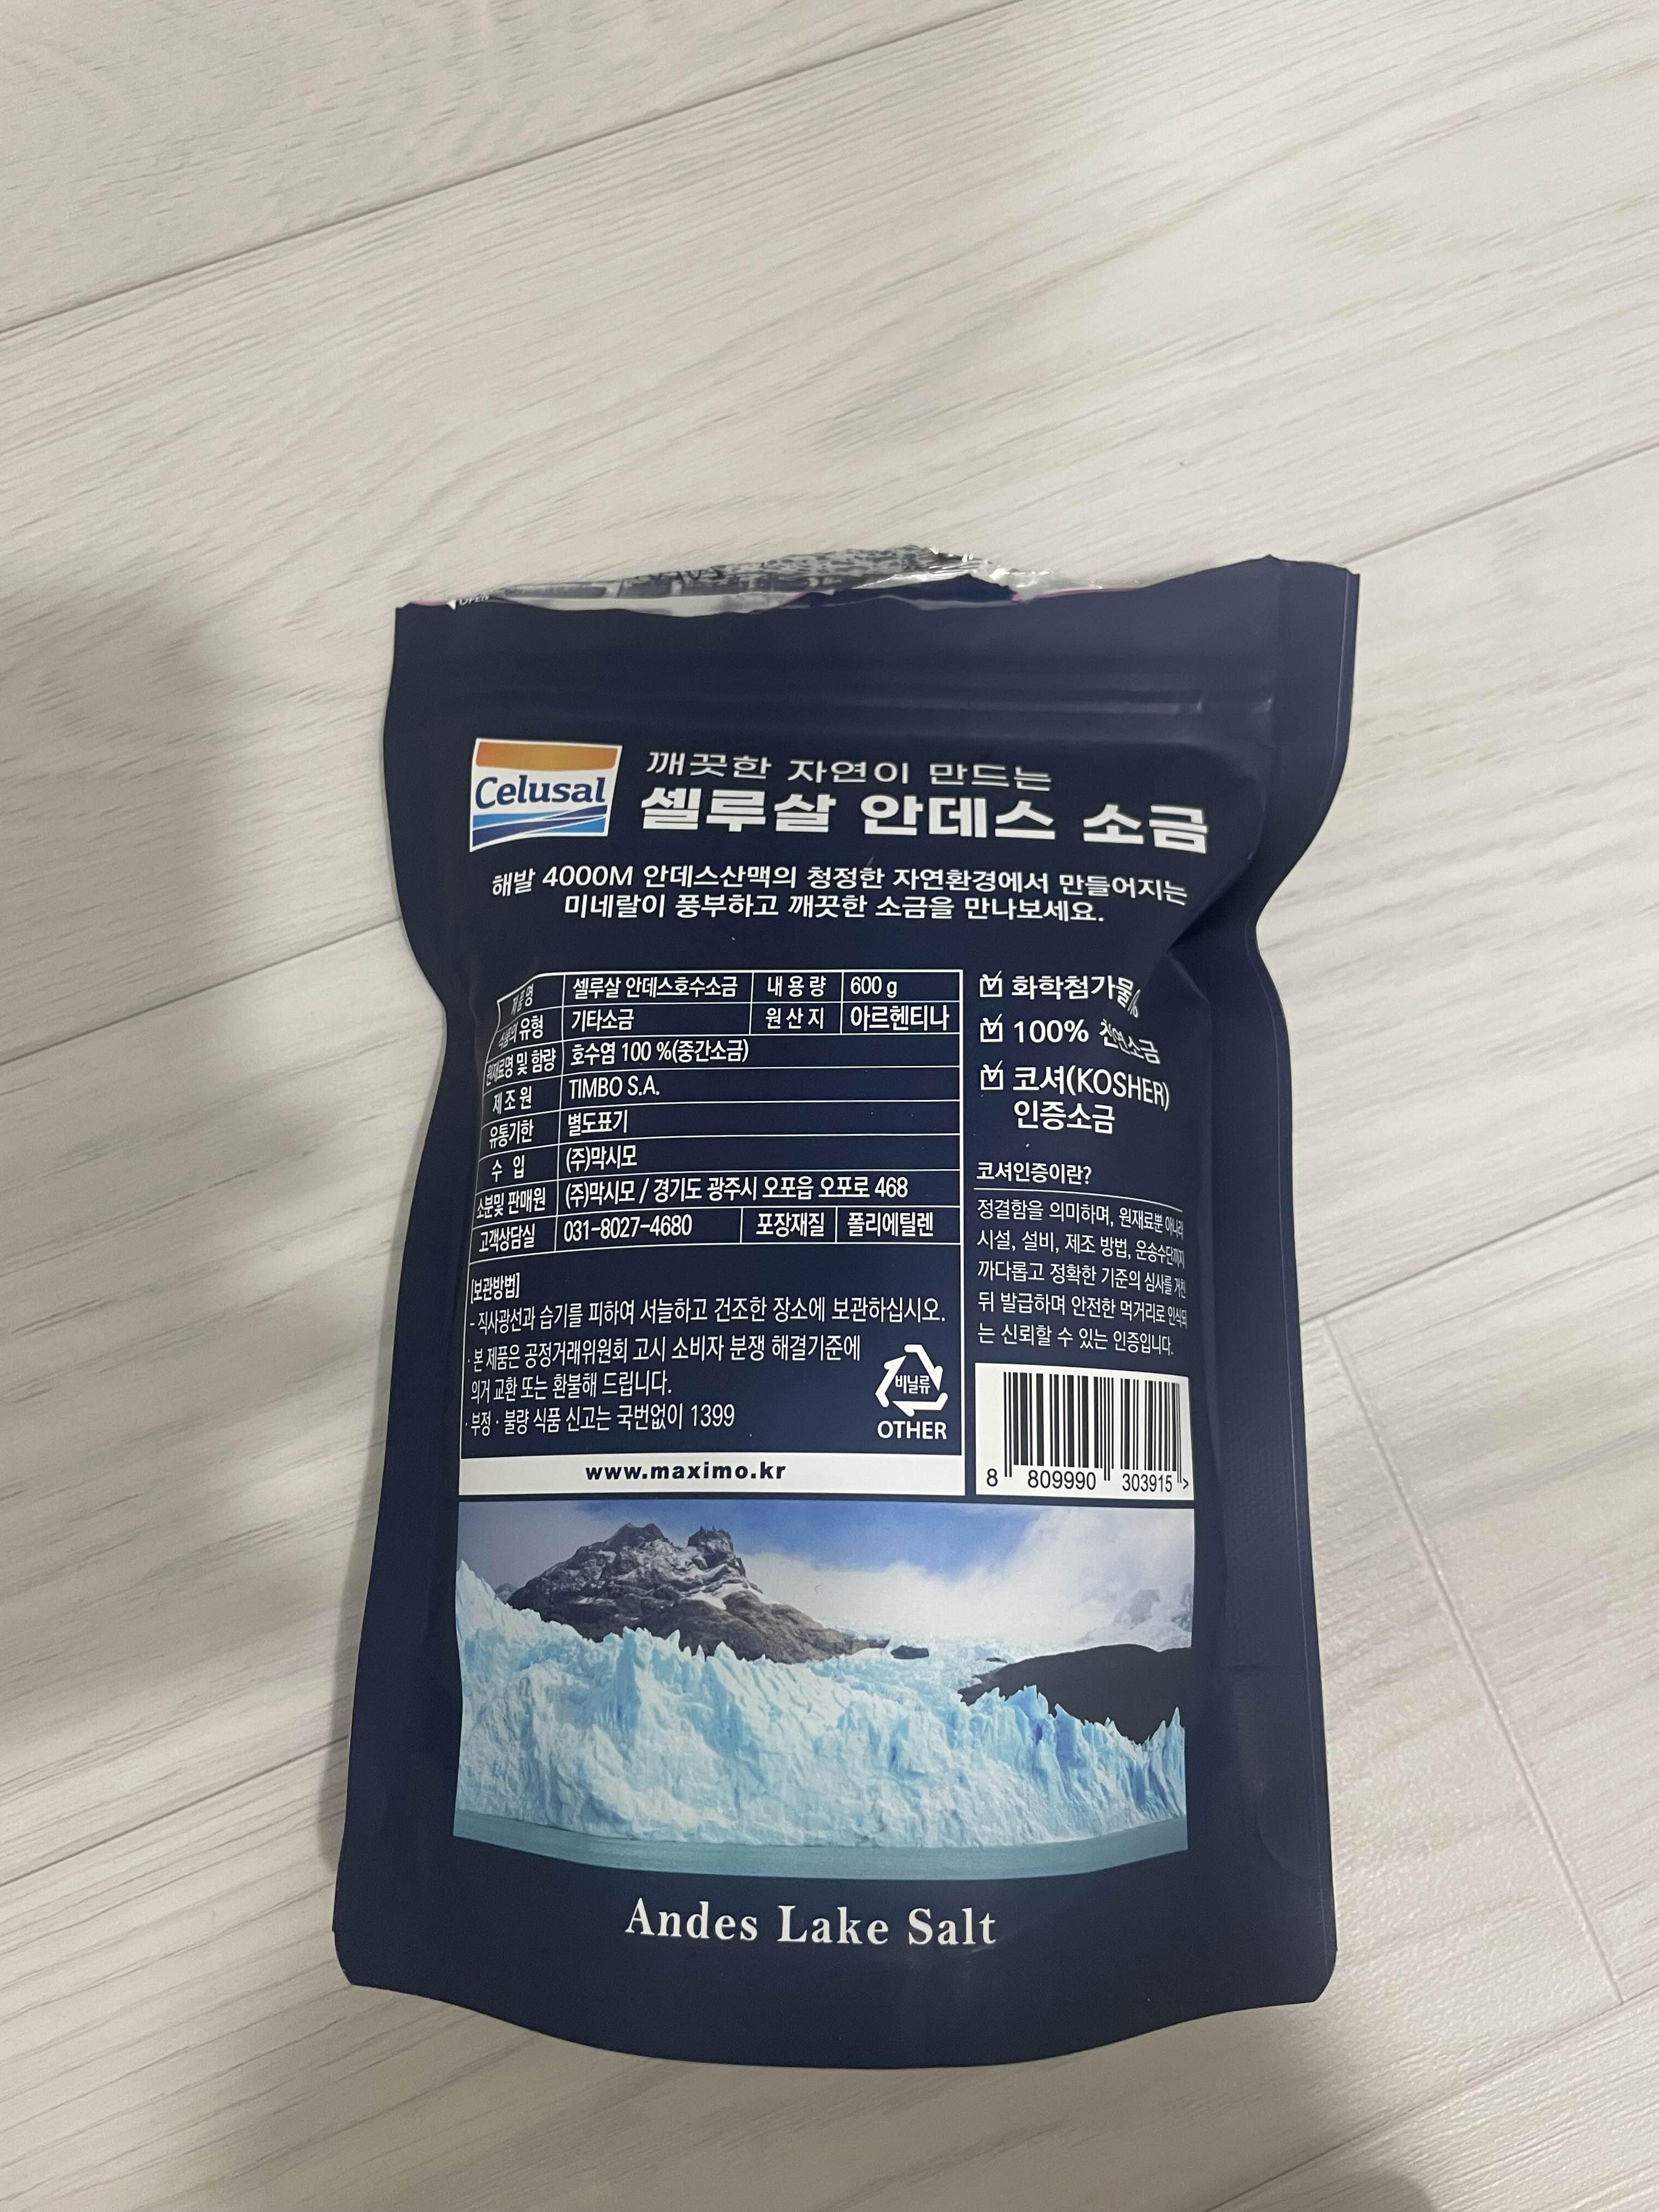 OPEN
Celusal
깨끗한 자연이 만드는
셀루살 안데스 소금
해발 4000M 안데스산맥의 청정한 자연환경에서 만들어지는
미네랄이 풍부하고 깨끗한 소금을 만나보세요.
제품명 셀루살 안데스호수소금 내용량 600 g
식품의 유형 기타소금 원산지 아르헨티나
원재료명 및 함량 호수염 100 %(중간소금)
제조원 TIMBO S.A.
유통기한 별도표기
수 입 (주)막시모
소분및 판매원 (주)막시모 / 경기도 광주시 오포읍 오포로 468
고객상담실 031-8027-4680 포장재질 폴리에틸렌
[보관방법]
- 직사광선과 습기를 피하여 서늘하고 건조한 장소에 보관하십시오.
· 본 제품은 공정거래위원회 고시 소비자 분쟁 해결기준에
의거 교환 또는 환불해 드립니다.
· 부정 · 불량 식품 신고는 국번없이 1399
비닐류
OTHER
www.maximo.kr
화학첨가물
100% 천연소금
코셔(KOSHER)
인증소금
코셔인증이란?
정결함을 의미하며, 원재료뿐 아니라
시설, 설비, 제조 방법, 운송수단까지
까다롭고 정확한 기준의 심사를 거친
뒤 발급하며 안전한 먹거리로 인식되
는 신뢰할 수 있는 인증입니다.
8 809990 303915 >
Andes Lake Salt